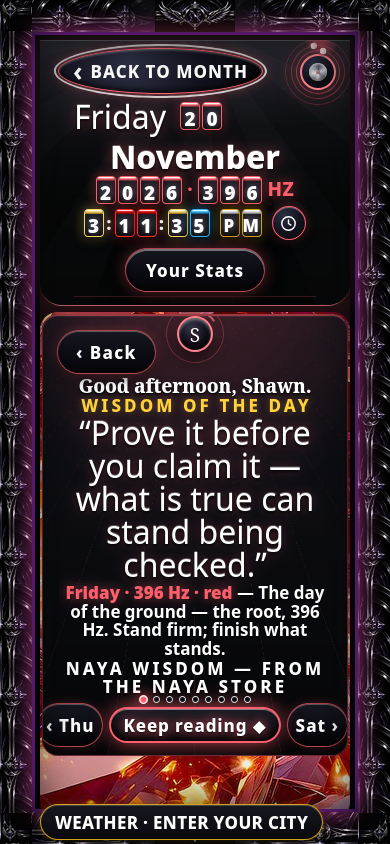 ‹ BACK TO MONTH
Friday 20
November
2026 · 396 HZ
3:11:35 PM
Your Stats
S
‹ Back
Good afternoon, Shawn.
WISDOM OF THE DAY
“Prove it before
you claim it —
what is true can
stand being
checked.”
Friday · 396 Hz · red — The day
of the ground — the root, 396
Hz. Stand firm; finish what
stands.
NAYA WISDOM — FROM
THE NAYA STORE
‹ Thu
Keep reading ◆
Sat ›
WEATHER · ENTER YOUR CITY